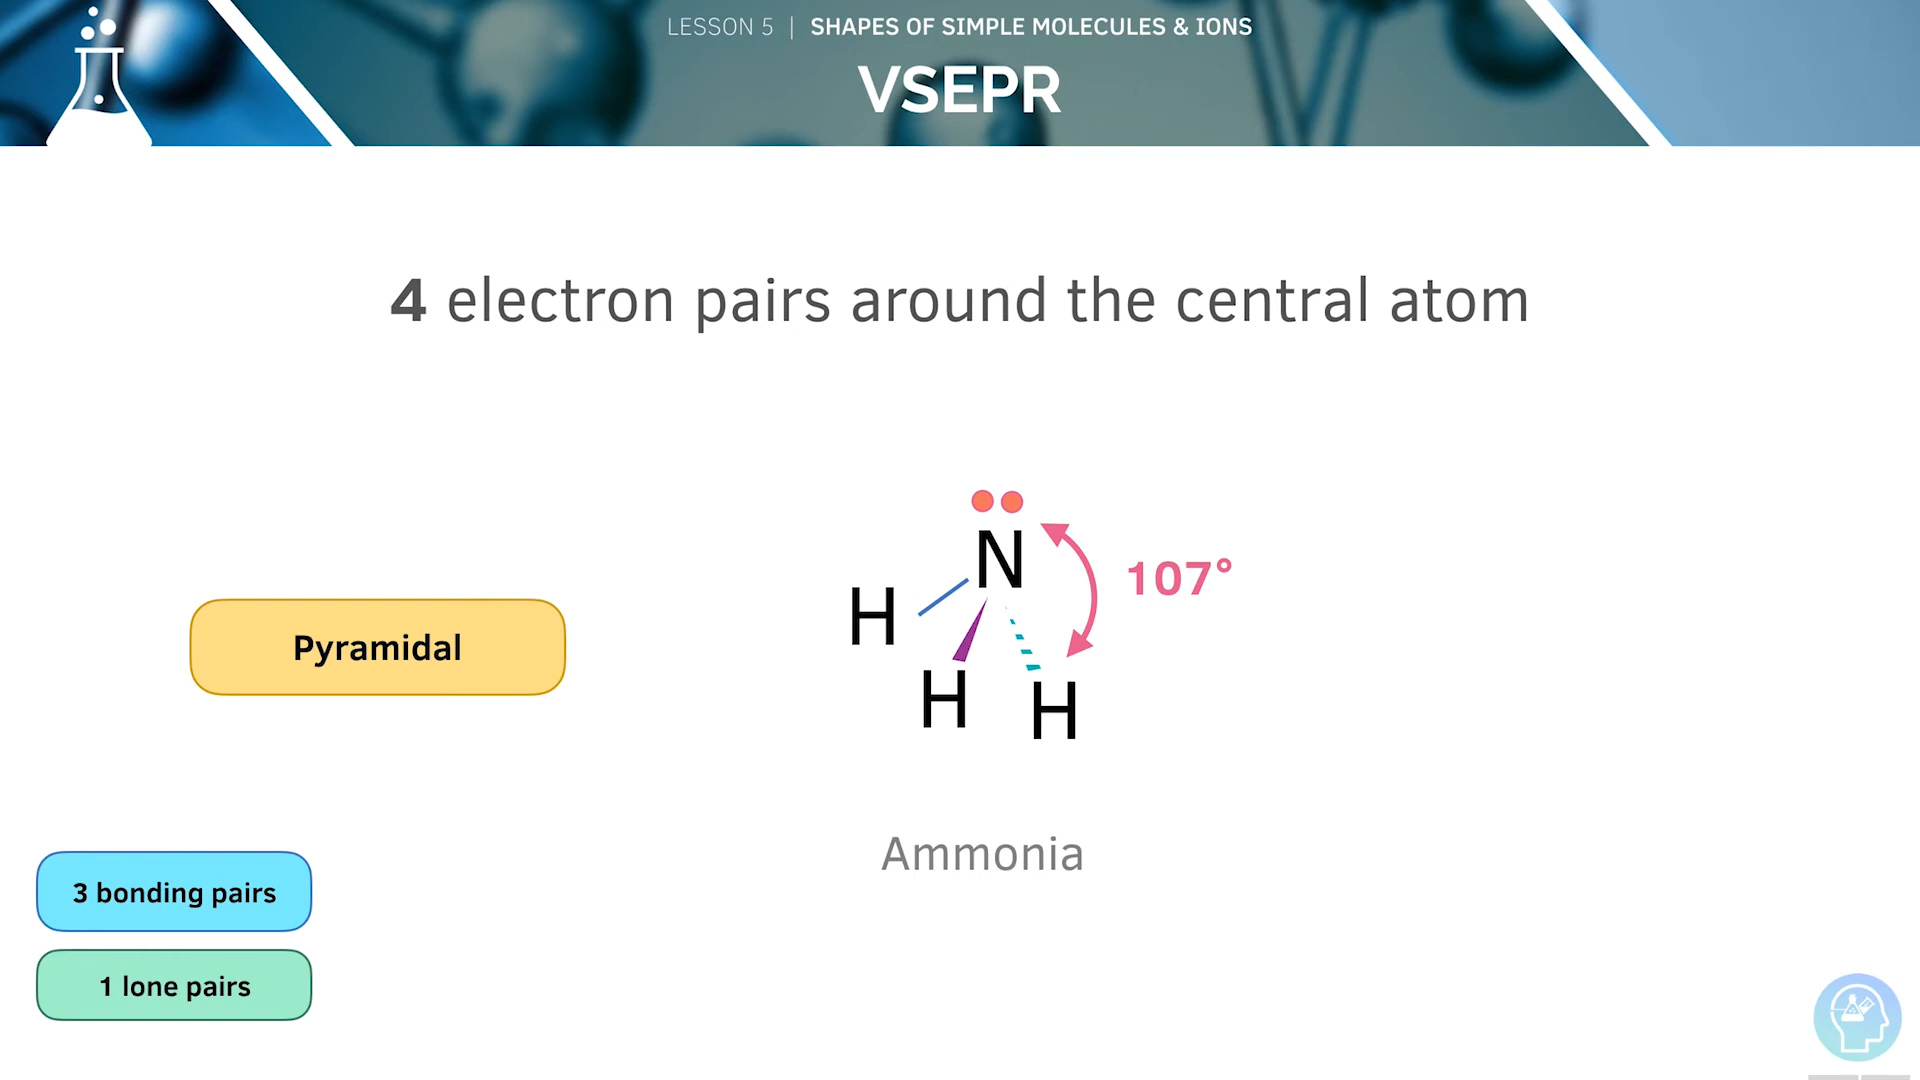 LESSON 5 | SHAPES OF SIMPLE MOLECULES & IONS
VSEPR
4 electron pairs around the central atom
N
107°
H
H
H
Pyramidal
Ammonia
3 bonding pairs
1 lone pairs